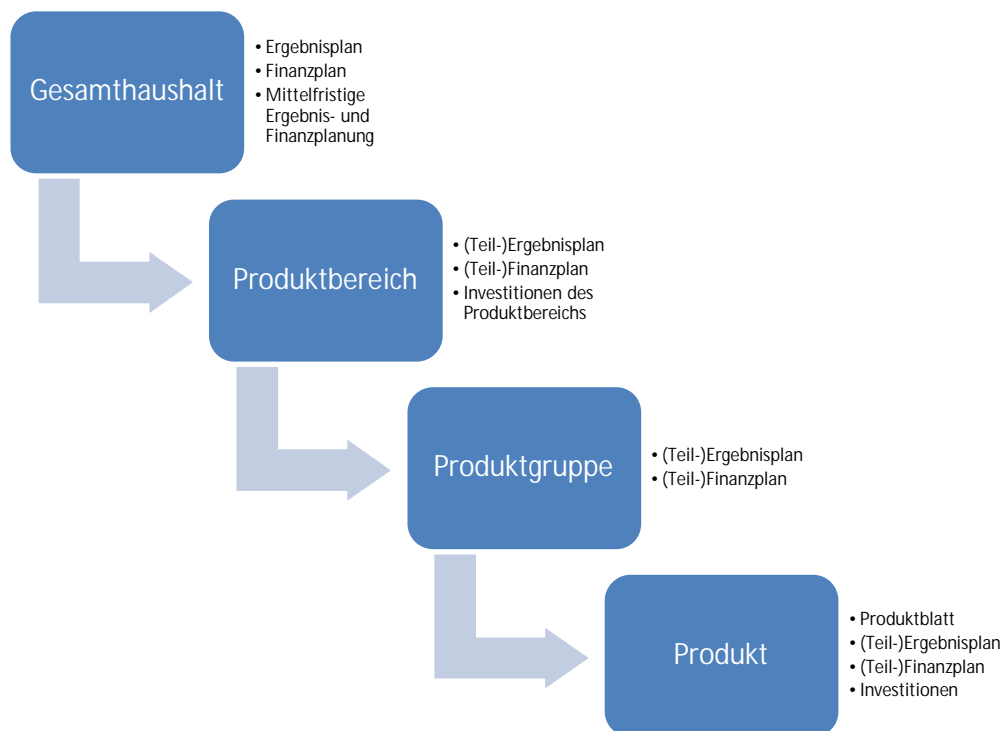 Gesamthaushalt
• Ergebnisplan
• Finanzplan
• Mittelfristige
Ergebnis- und
Finanzplanung
Produktbereich
• (Teil-)Ergebnisplan
• (Teil-)Finanzplan
• Investitionen des
Produktbereichs
Produktgruppe
• (Teil-)Ergebnisplan
• (Teil-)Finanzplan
Produkt
• Produktblatt
• (Teil-)Ergebnisplan
• (Teil-)Finanzplan
• Investitionen